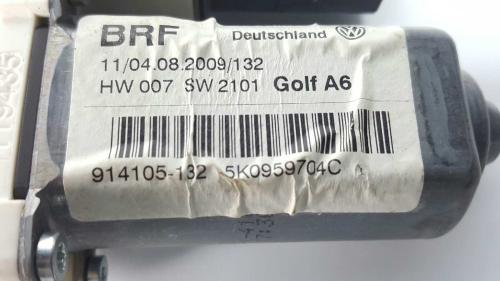 BRF Deutschland
11/04.08.2009/132
HW 007 SW 2101 Golf A6
914105-132 5K0959704C